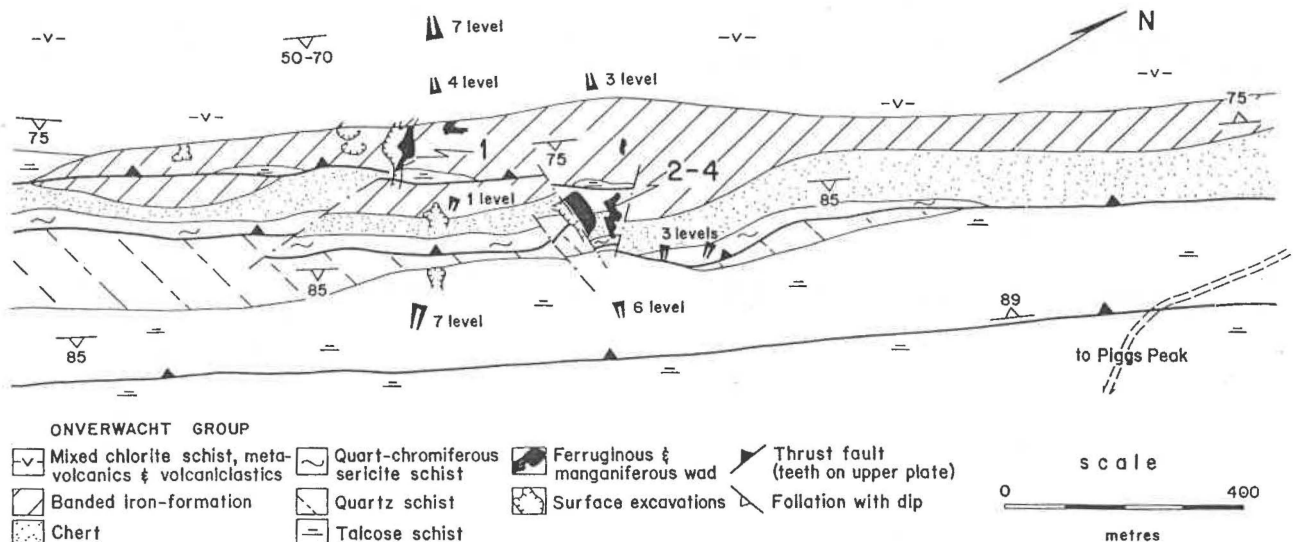 7 level
N
50-70
4 level
3 level
75
75
1
75
2-4
1 level
85
3 levels
85
6 level
89
7 level
85
to Piggs Peak
ONVERWACHT GROUP
Mixed chlorite schist, meta-
volcanics & volcaniclastics
Banded iron-formation
Chert
Quart-chromiferous
sericite schist
Quartz schist
Talcose schist
Ferruginous &
manganiferous wad
Surface excavations
Thrust fault
(teeth on upper plate)
Foliation with dip
scale
0 400
metres